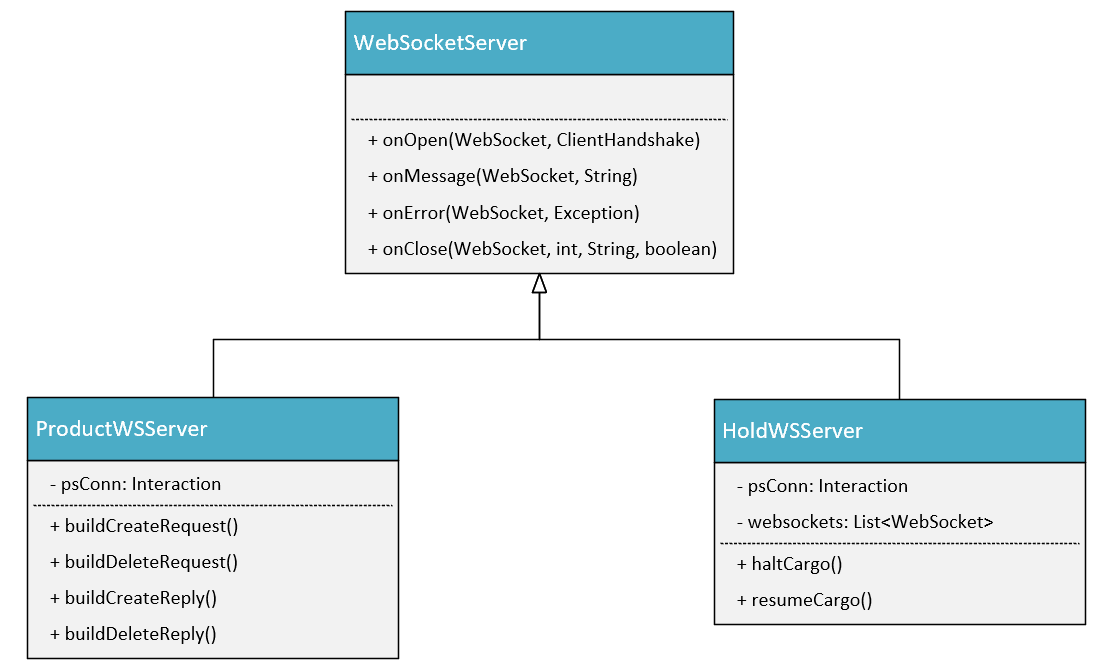 WebSocketServer
+ onOpen(WebSocket, ClientHandshake)
+ onMessage(WebSocket, String)
+ onError(WebSocket, Exception)
+ onClose(WebSocket, int, String, boolean)
ProductWSServer
- psConn: Interaction
+ buildCreateRequest()
+ buildDeleteRequest()
+ buildCreateReply()
+ buildDeleteReply()
HoldWSServer
- psConn: Interaction
- websockets: List<WebSocket>
+ haltCargo()
+ resumeCargo()